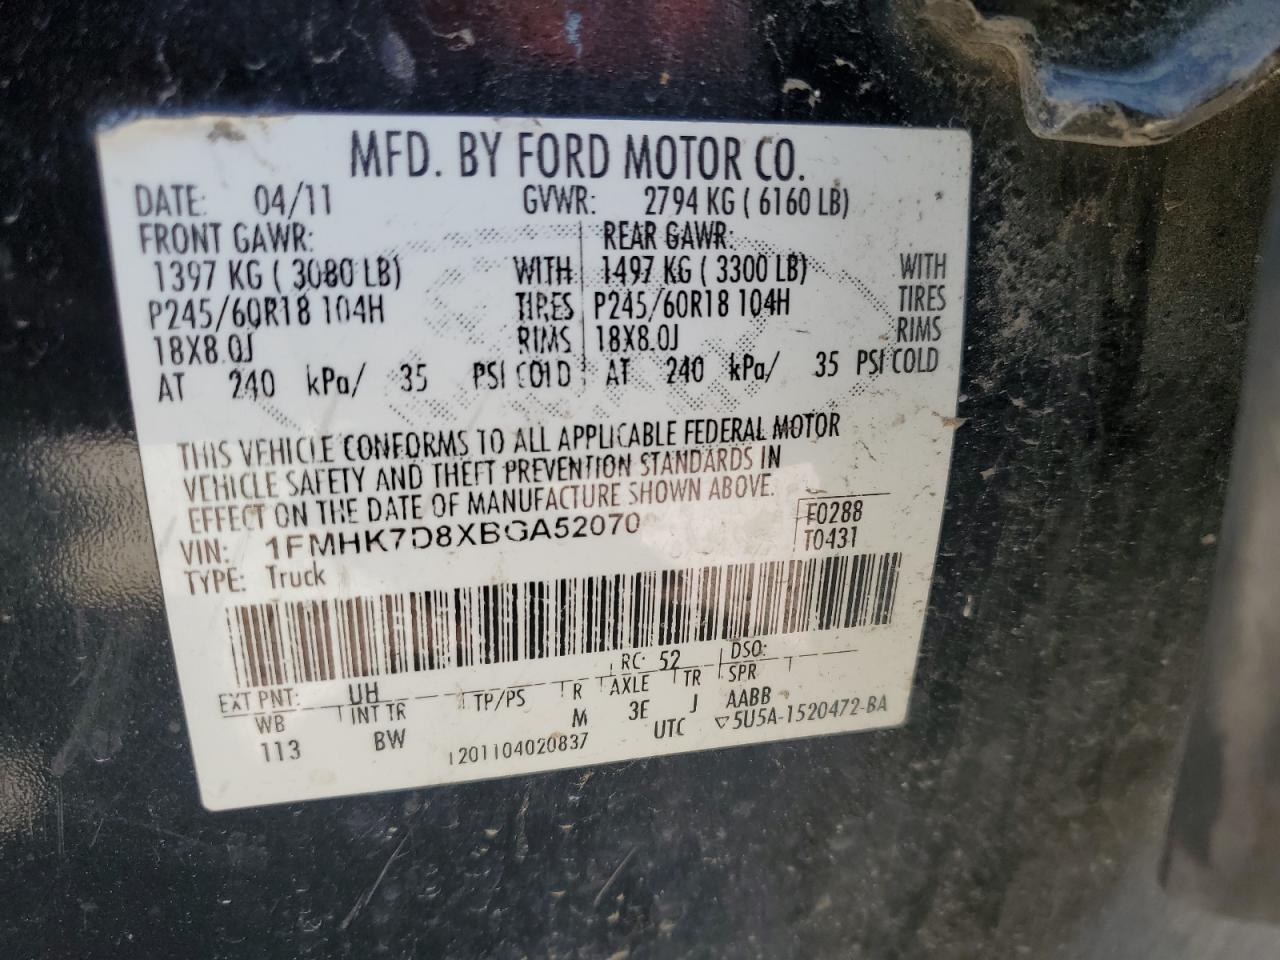 MFD. BY FORD MOTOR CO.
DATE: 04/11 GVWR: 2794 KG ( 6160 LB)
FRONT GAWR: REAR GAWR:
1397 KG ( 3080 LB) WITH 1497 KG ( 3300 LB) WITH
P245/60R18 104H TIRES P245/60R18 104H TIRES
18X8.0J RIMS 18X8.0J RIMS
AT 240 kPa/ 35 PSI COLD AT 240 kPa/ 35 PSI COLD
THIS VEHICLE CONFORMS TO ALL APPLICABLE FEDERAL MOTOR
VEHICLE SAFETY AND THEFT PREVENTION STANDARDS IN
EFFECT ON THE DATE OF MANUFACTURE SHOWN ABOVE.
VIN: 1FMHK7D8XBGA52070 F0288
TYPE: Truck T0431
EXT PNT: UH RC: 52 DSO:
WB INT TR TP/PS R AXLE TR SPR
113 BW M 3E J AABB
1201104020837 UTC ▽5U5A-1520472-BA